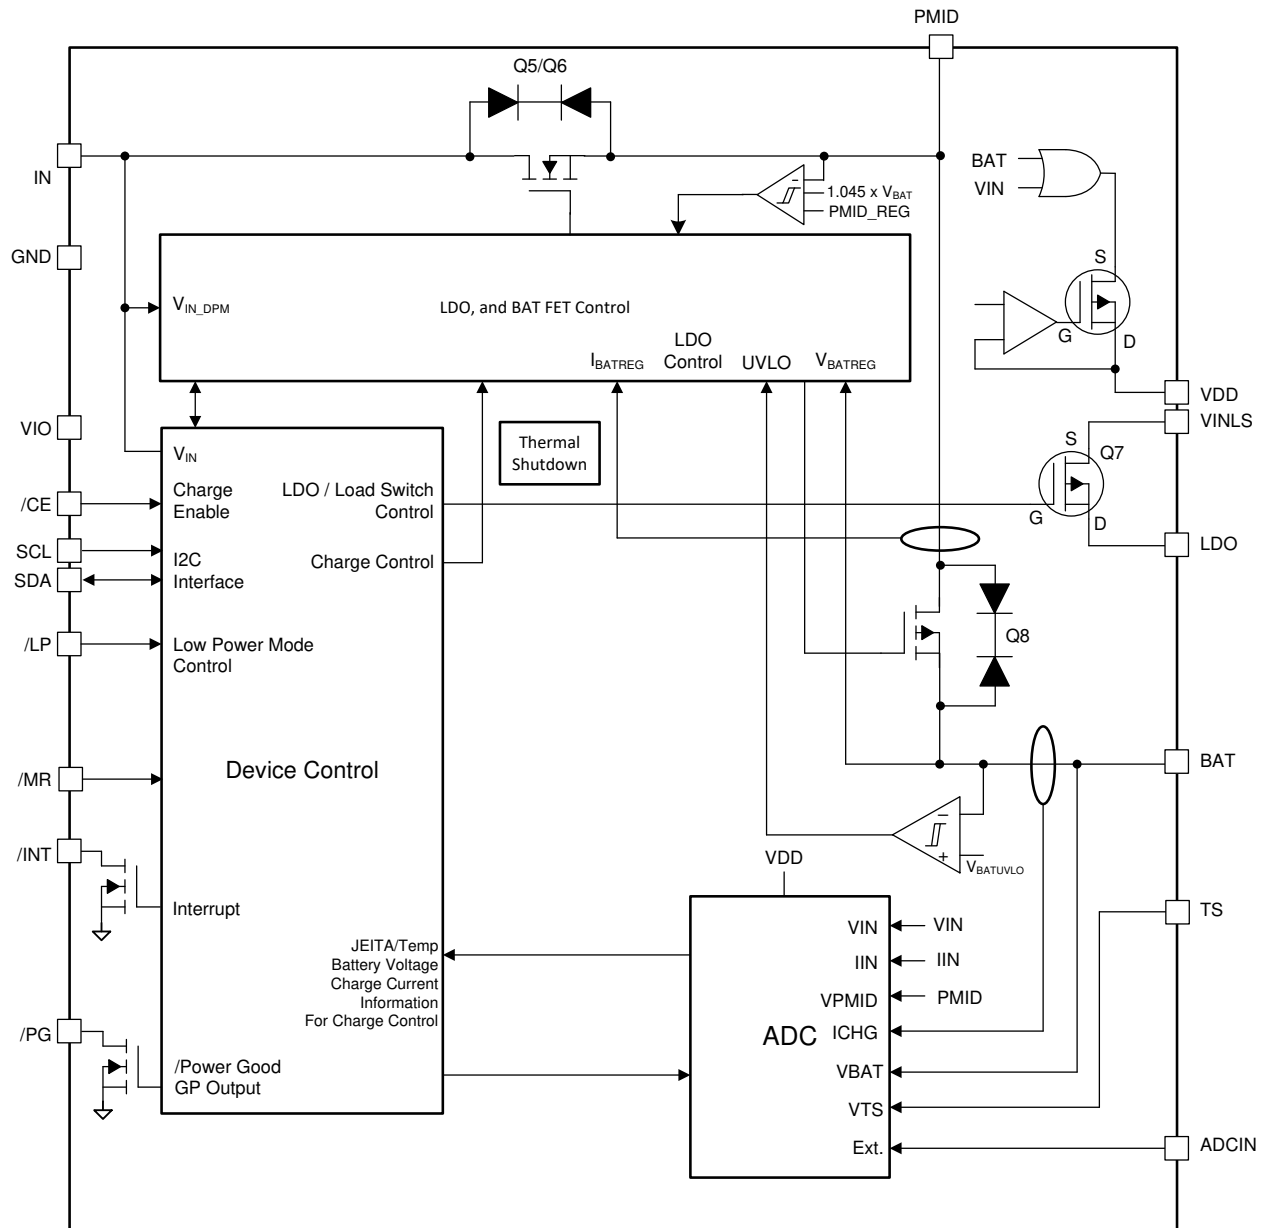 PMID
Q5/Q6
IN
BAT
VIN
1.045 x VBAT
PMID_REG
GND
S
G
D
VIN_DPM
LDO, and BAT FET Control
IBATREG
LDO
Control
UVLO
VBATREG
VDD
VINLS
VIO
VIN
Thermal
Shutdown
S
Q7
G
D
/CE
Charge
Enable
LDO / Load Switch
Control
SCL
SDA
I2C
Interface
Charge Control
LDO
/LP
Low Power Mode
Control
Q8
/MR
Device Control
BAT
/INT
Interrupt
-
+
VBATUVLO
VDD
TS
JEITA/Temp
Battery Voltage
Charge Current
Information
For Charge Control
ADC
VIN
VIN
IIN
IIN
VPMID
PMID
ICHG
VBAT
VTS
Ext.
ADCIN
/PG
/Power Good
GP Output